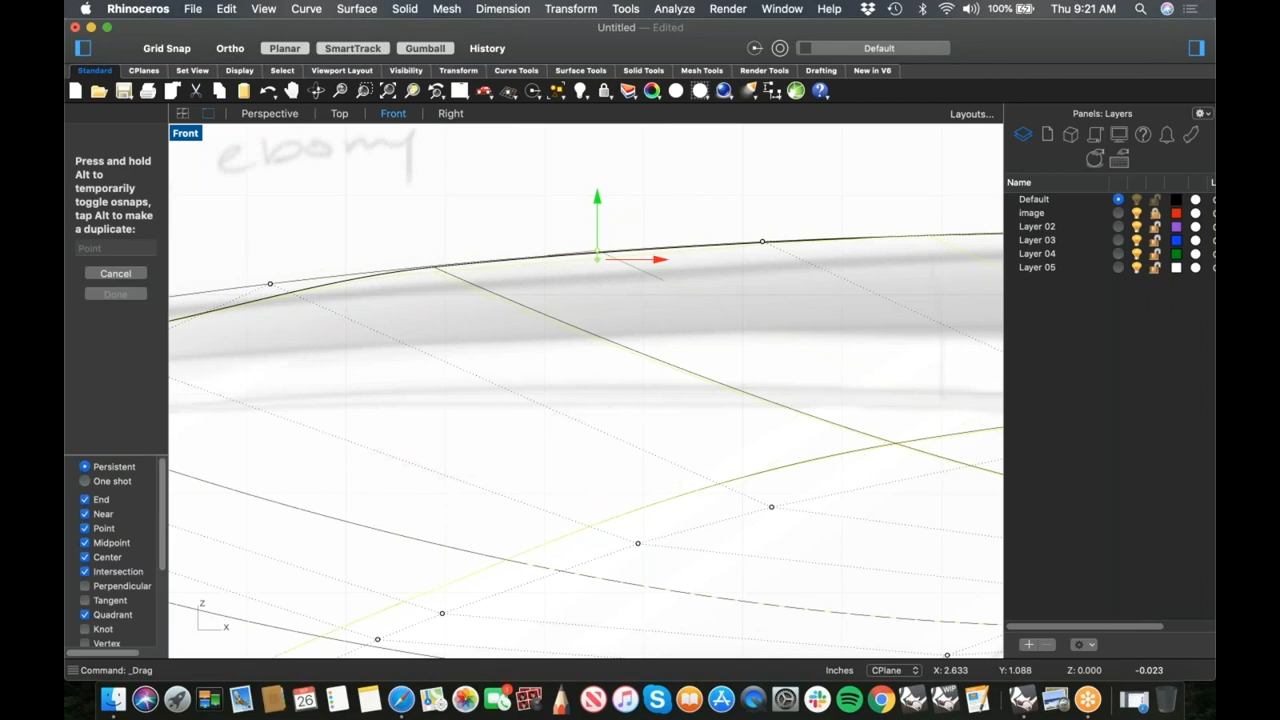 Rhinoceros File Edit View Curve Surface Solid Mesh Dimension Transform Tools Analyze Render Window Help 100% Thu 9:21 AM
Untitled — Edited
Grid Snap Ortho Planar SmartTrack Gumball History Default
Standard CPlanes Set View Display Select Viewport Layout Visibility Transform Curve Tools Surface Tools Solid Tools Mesh Tools Render Tools Drafting New in V6
Perspective Top Front Right Layouts... Panels: Layers
Front
ebony
Press and hold
Alt to
temporarily
toggle osnaps,
tap Alt to make
a duplicate:
Point
Cancel
Done
Name L
Default
image
Layer 02
Layer 03
Layer 04
Layer 05
Persistent
One shot
End
Near
Point
Midpoint
Center
Intersection
Perpendicular
Tangent
Quadrant
Knot
Vertex
Z
X
Command: _Drag Inches CPlane X: 2.633 Y: 1.088 Z: 0.000 -0.023
26